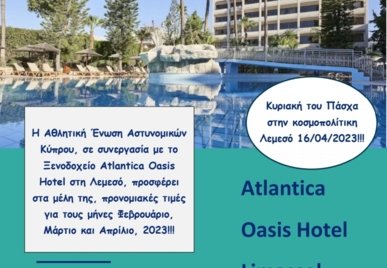 Κυριακή του Πάσχα
στην κοσμοπολίτικη
Λεμεσό 16/04/2023!!!
Η Αθλητική Ένωση Αστυνομικών
Κύπρου, σε συνεργασία με το
Ξενοδοχείο Atlantica Oasis
Hotel στη Λεμεσό, προσφέρει
στα μέλη της, προνομιακές τιμές
για τους μήνες Φεβρουάριο,
Μάρτιο και Απρίλιο, 2023!!!
Atlantica
Oasis Hotel